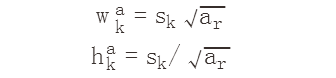 w_k^a = s_k √a_r
h_k^a = s_k / √a_r